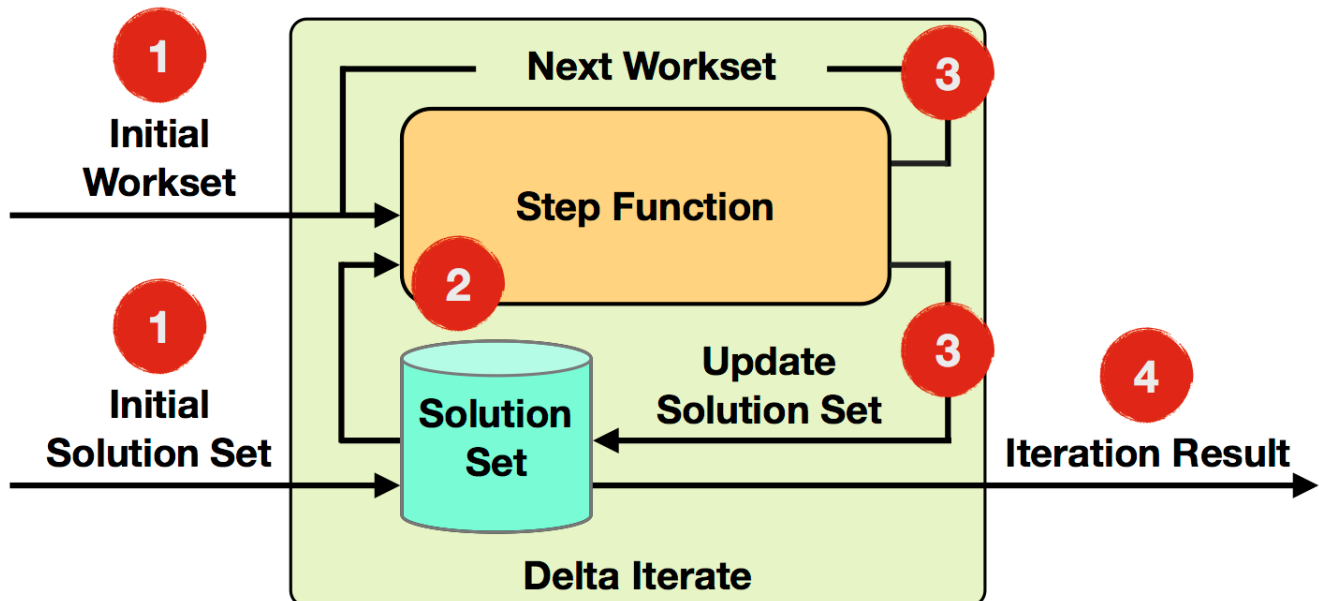 1
Initial
Workset
Next Workset
3
Step Function
2
1
Initial
Solution Set
Solution
Set
3
Update
Solution Set
4
Iteration Result
Delta Iterate